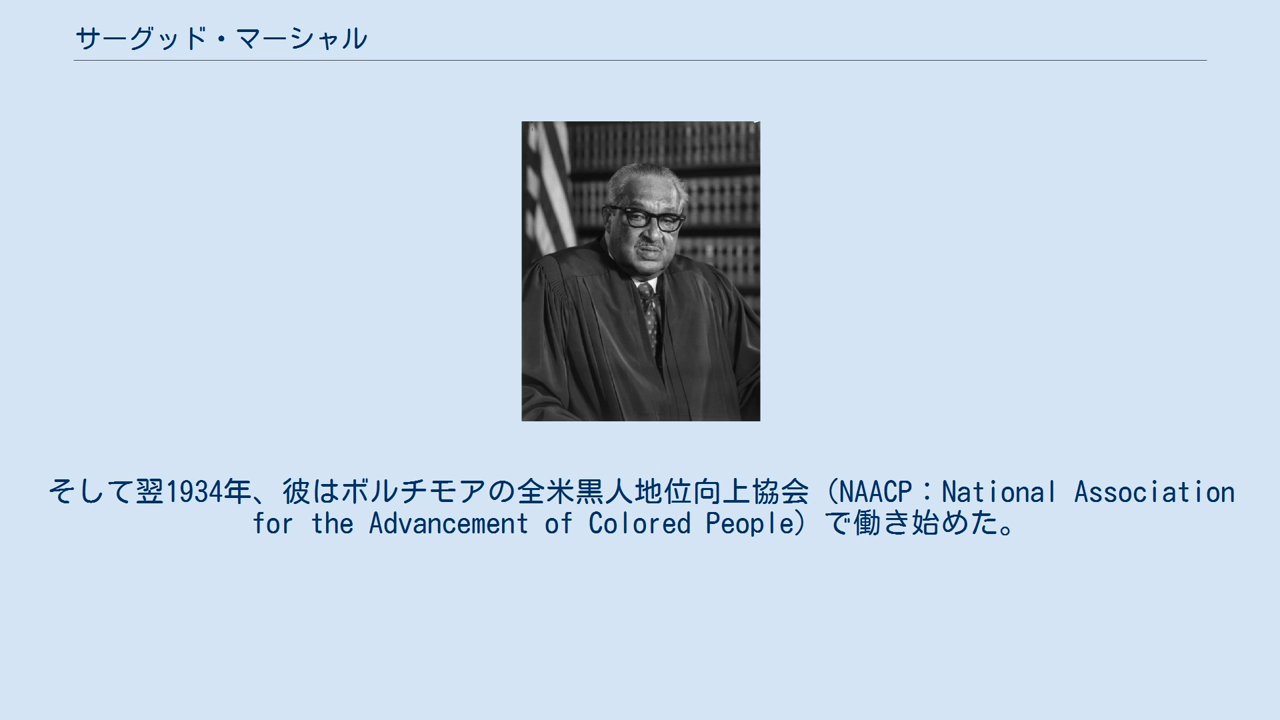 サーグッド・マーシャル
そして翌1934年、彼はボルチモアの全米黒人地位向上協会（NAACP：National Association
for the Advancement of Colored People）で働き始めた。